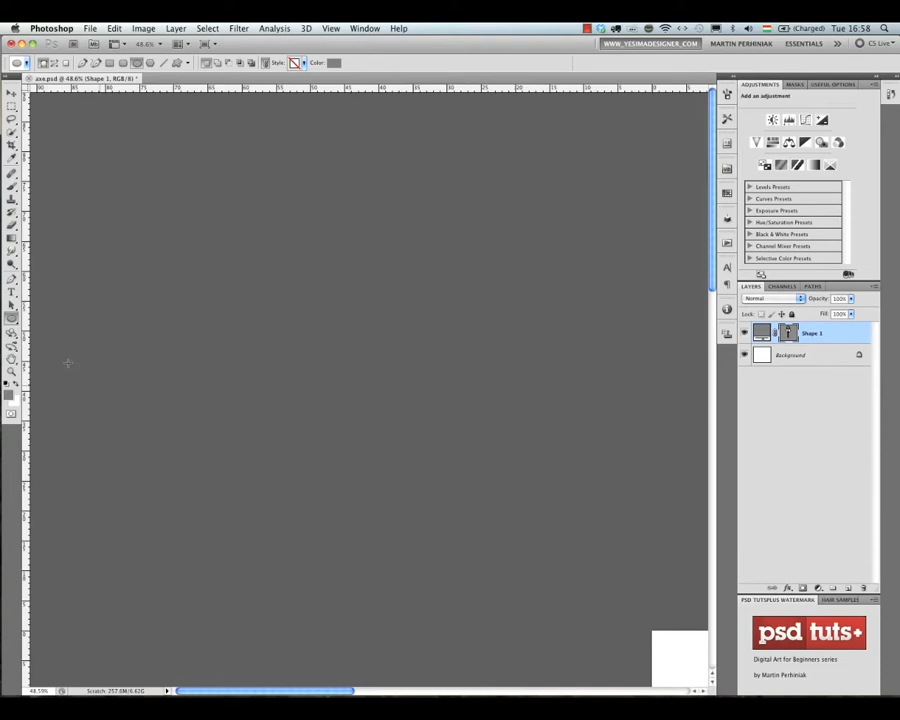 Photoshop File Edit Image Layer Select Filter Analysis 3D View Window Help (Charged) Tue 16:58
Ps Br Mb 48.6% WWW.YESIMADESIGNER.COM MARTIN PERHINIAK ESSENTIALS CS Live
Style: Color:
axe.psd @ 48.6% (Shape 1, RGB/8) *
ADJUSTMENTS MASKS USEFUL OPTIONS
Add an adjustment
Levels Presets
Curves Presets
Exposure Presets
Hue/Saturation Presets
Black & White Presets
Channel Mixer Presets
Selective Color Presets
LAYERS CHANNELS PATHS
Normal Opacity: 100%
Lock: Fill: 100%
Shape 1
Background
PSD TUTSPLUS WATERMARK HAIR SAMPLES
psd tuts+
Digital Art for Beginners series
by Martin Perhiniak
48.59% Scratch: 257.6M/6.62G